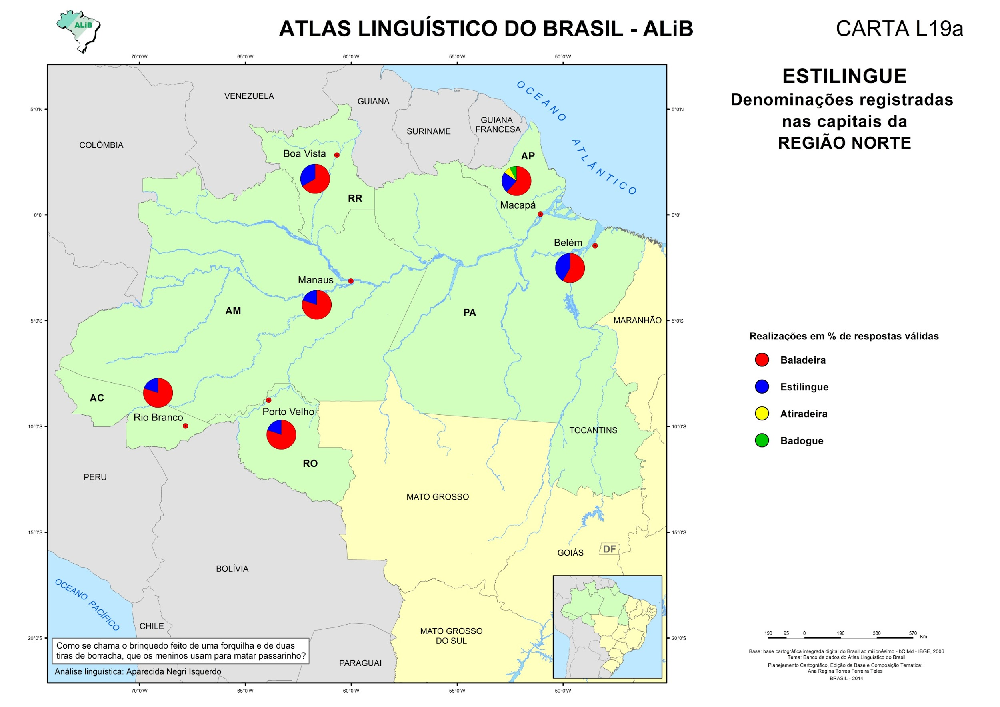 ALiB
ATLAS LINGUÍSTICO DO BRASIL - ALiB
CARTA L19a
ESTILINGUE
Denominações registradas
nas capitais da
REGIÃO NORTE
70°0'W 65°0'W 60°0'W 55°0'W 50°0'W
5°0'N
0°0'
5°0'S
10°0'S
15°0'S
20°0'S
5°0'N
0°0'
5°0'S
10°0'S
15°0'S
20°0'S
OCEANO ATLÂNTICO
VENEZUELA
GUIANA
SURINAME
GUIANA
FRANCESA
COLÔMBIA
Boa Vista
RR
AP
Macapá
Belém
Manaus
AM
PA
MARANHÃO
AC
Rio Branco
Porto Velho
RO
TOCANTINS
PERU
MATO GROSSO
BOLÍVIA
GOIÁS
DF
OCEANO PACÍFICO
CHILE
MATO GROSSO
DO SUL
PARAGUAI
Como se chama o brinquedo feito de uma forquilha e de duas
tiras de borracha, que os meninos usam para matar passarinho?
Análise linguística: Aparecida Negri Isquerdo
70°0'W 65°0'W 60°0'W 55°0'W 50°0'W
Realizações em % de respostas válidas
Baladeira
Estilingue
Atiradeira
Badogue
190 95 0 190 380 570
Km
Base: base cartográfica integrada digital do Brasil ao milionésimo - bCIMd - IBGE, 2006
Tema: Banco de dados do Atlas Linguístico do Brasil
Planejamento Cartográfico, Edição da Base e Composição Temática:
Ana Regina Torres Ferreira Teles
BRASIL - 2014